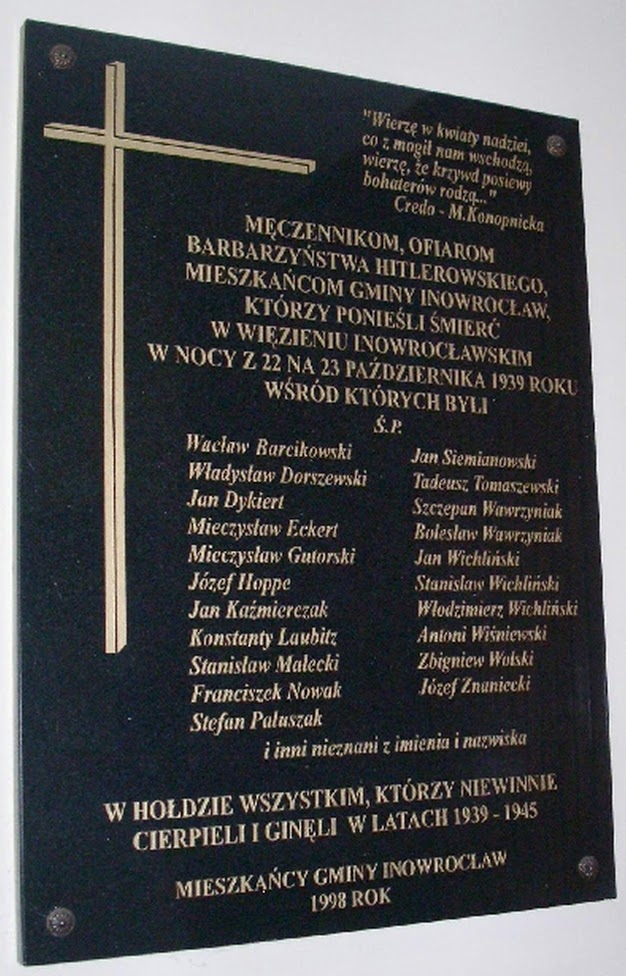 "Wierzę w kwiaty nadziei,
co z mogił nam wschodzą,
wierzę, że krzywd posiewy
bohaterów rodzą..."
Credo - M.Konopnicka
MĘCZENNIKOM, OFIAROM
BARBARZYŃSTWA HITLEROWSKIEGO,
MIESZKAŃCOM GMINY INOWROCŁAW,
KTÓRZY PONIEŚLI ŚMIERĆ
W WIĘZIENIU INOWROCŁAWSKIM
W NOCY Z 22 NA 23 PAŹDZIERNIKA 1939 ROKU
WŚRÓD KTÓRYCH BYLI
Ś.P.
Wacław Barcikowski
Władysław Dorszewski
Jan Dykiert
Mieczysław Eckert
Mieczysław Gutorski
Józef Hoppe
Jan Kaźmierczak
Konstanty Laubitz
Stanisław Małecki
Franciszek Nowak
Stefan Paluszak
Jan Siemianowski
Tadeusz Tomaszewski
Szczepan Wawrzyniak
Bolesław Wawrzyniak
Jan Wichliński
Stanisław Wichliński
Włodzimierz Wichliński
Antoni Wiśniewski
Zbigniew Wolski
Józef Znaniecki
i inni nieznani z imienia i nazwiska
W HOŁDZIE WSZYSTKIM, KTÓRZY NIEWINNIE
CIERPIELI I GINĘLI W LATACH 1939 - 1945
MIESZKAŃCY GMINY INOWROCŁAW
1998 ROK